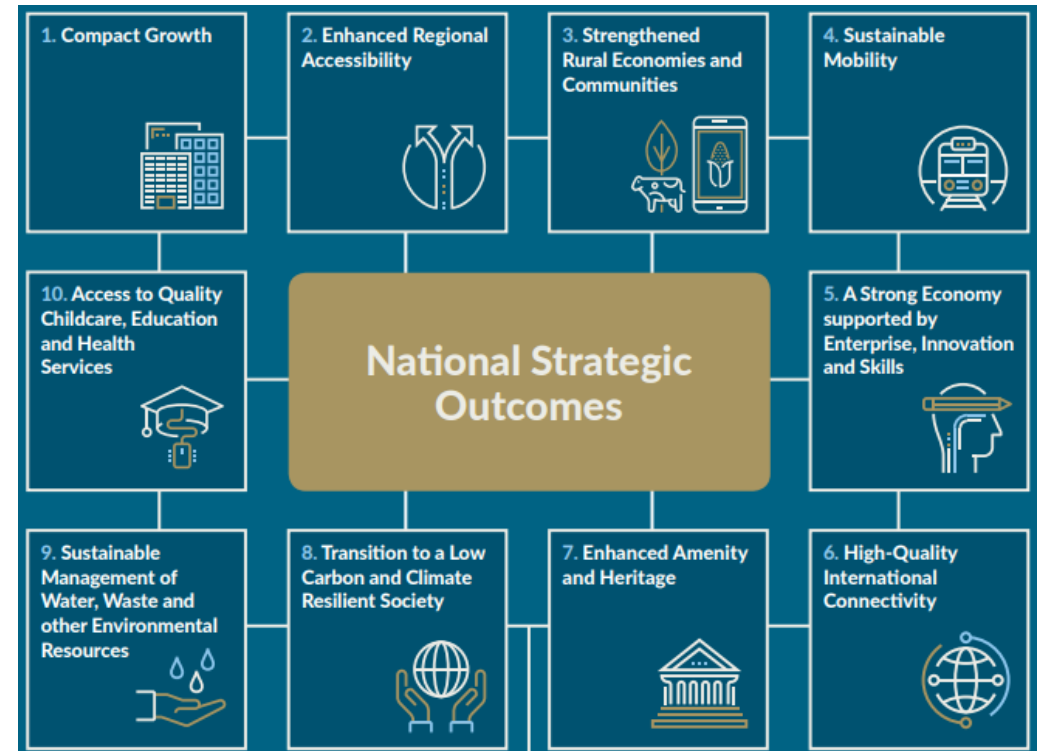 1. Compact Growth
2. Enhanced Regional
Accessibility
3. Strengthened
Rural Economies and
Communities
4. Sustainable
Mobility
10. Access to Quality
Childcare, Education
and Health
Services
National Strategic
Outcomes
5. A Strong Economy
supported by
Enterprise, Innovation
and Skills
9. Sustainable
Management of
Water, Waste and
other Environmental
Resources
8. Transition to a Low
Carbon and Climate
Resilient Society
7. Enhanced Amenity
and Heritage
6. High-Quality
International
Connectivity